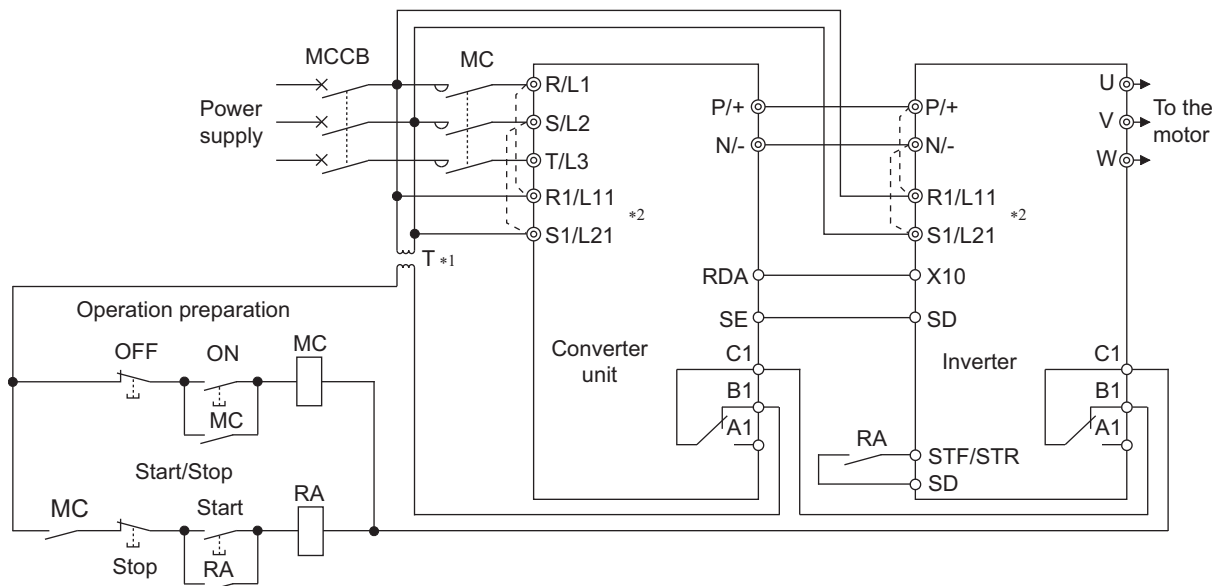 MCCB
MC
Power
supply
R/L1
S/L2
T/L3
R1/L11
*2
S1/L21
T *1
P/+
N/-
P/+
N/-
R1/L11
*2
S1/L21
U
V
W
To the
motor
RDA
X10
SE
SD
Converter
unit
C1
B1
A1
Inverter
C1
B1
A1
RA
STF/STR
SD
Operation preparation
OFF
ON
MC
MC
Start/Stop
MC
Start
RA
Stop
RA